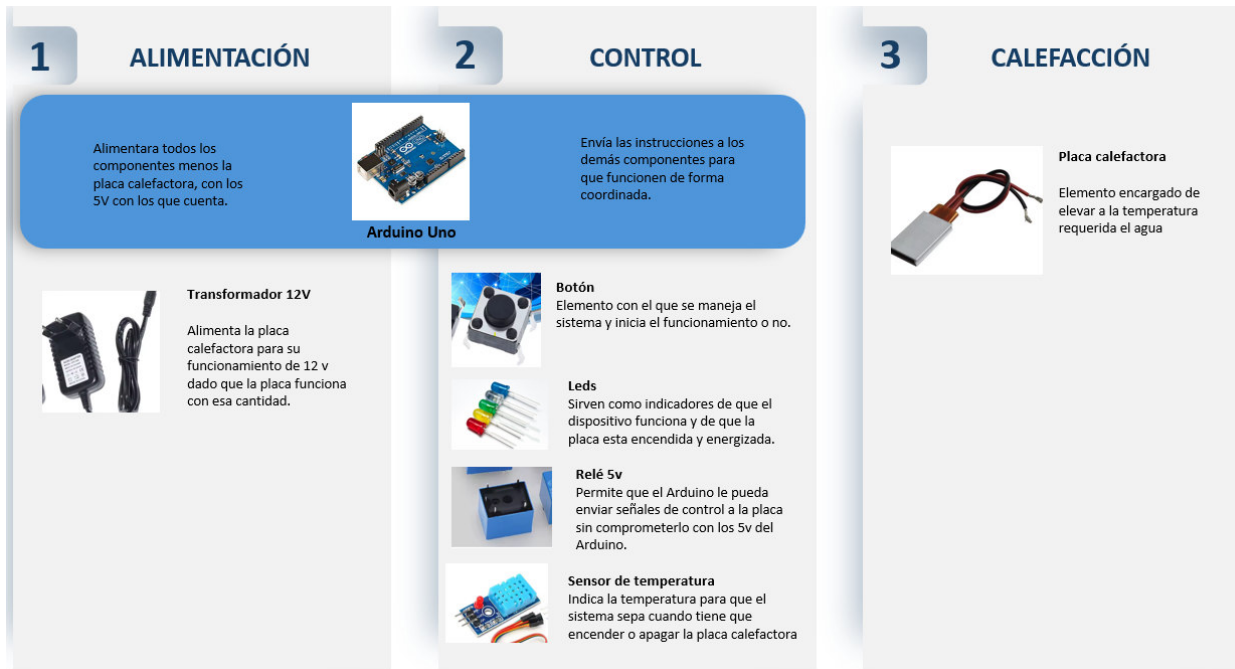 1
ALIMENTACIÓN
Alimentara todos los
componentes menos la
placa calefactora, con los
5V con los que cuenta.
Arduino Uno
Transformador 12V
Alimenta la placa
calefactora para su
funcionamiento de 12 v
dado que la placa funciona
con esa cantidad.
2
CONTROL
Envía las instrucciones a los
demás componentes para
que funcionen de forma
coordinada.
Botón
Elemento con el que se maneja el
sistema y inicia el funcionamiento o no.
Leds
Sirven como indicadores de que el
dispositivo funciona y de que la
placa esta encendida y energizada.
Relé 5v
Permite que el Arduino le pueda
enviar señales de control a la placa
sin comprometerlo con los 5v del
Arduino.
Sensor de temperatura
Indica la temperatura para que el
sistema sepa cuando tiene que
encender o apagar la placa calefactora
3
CALEFACCIÓN
Placa calefactora
Elemento encargado de
elevar a la temperatura
requerida el agua